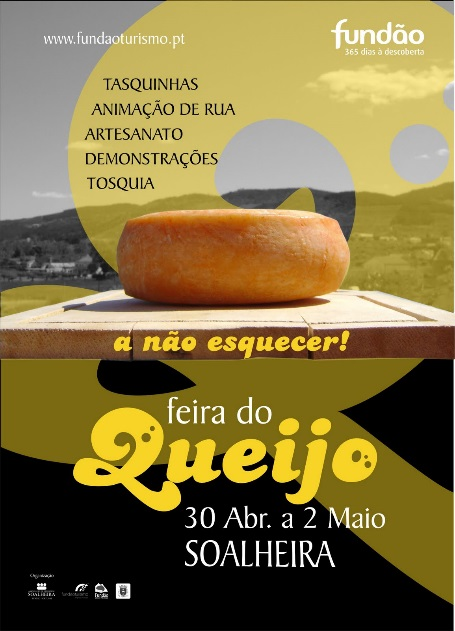 www.fundaoturismo.pt
fundão
365 dias à descoberta
TASQUINHAS
ANIMAÇÃO DE RUA
ARTESANATO
DEMONSTRAÇÕES
TOSQUIA
a não esquecer!
feira do
Queijo
30 Abr. a 2 Maio
SOALHEIRA
Organização
SOALHEIRA
fundão